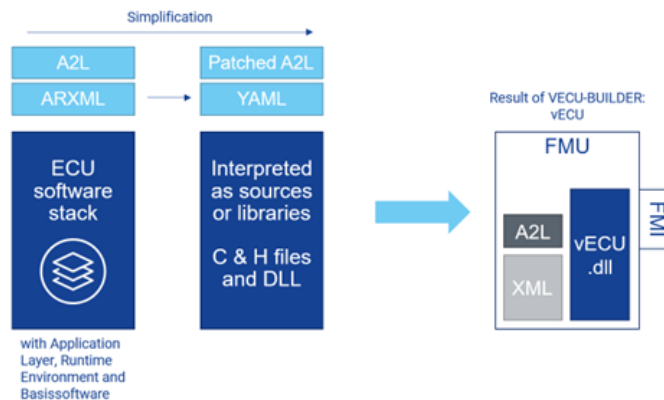 Simplification
A2L
Patched A2L
ARXML
YAML
ECU
software
stack
Interpreted
as sources
or libraries
C & H files
and DLL
with Application
Layer, Runtime
Environment and
Basissoftware
Result of VECU-BUILDER:
vECU
FMU
A2L
XML
vECU
.dll
FMI